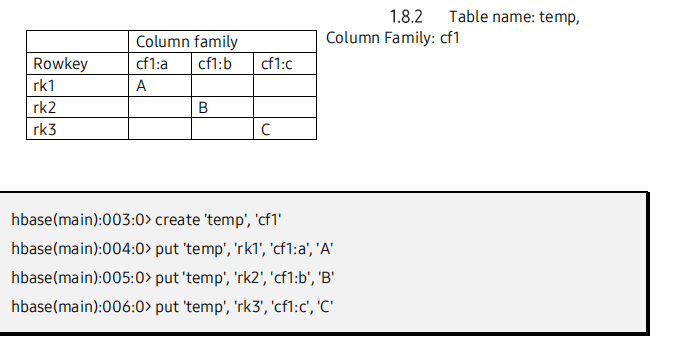 1.8.2 Table name: temp,
Column Family: cf1
Column family
Rowkey cf1:a cf1:b cf1:c
rk1 A
rk2 B
rk3 C
hbase(main):003:0> create 'temp', 'cf1'
hbase(main):004:0> put 'temp', 'rk1', 'cf1:a', 'A'
hbase(main):005:0> put 'temp', 'rk2', 'cf1:b', 'B'
hbase(main):006:0> put 'temp', 'rk3', 'cf1:c', 'C'